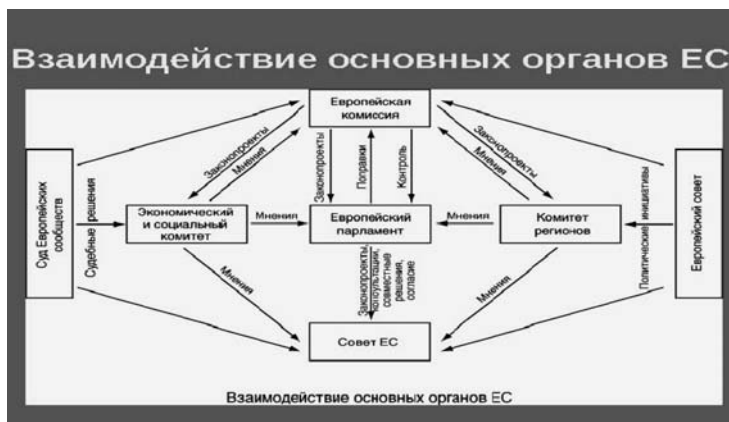 Взаимодействие основных органов ЕС
Европейская
комиссия
Законопроекты
Мнения
Законопроекты
Поправки
Контроль
Законопроекты
Мнения
Суд Европейских
сообществ
Судебные решения
Экономический
и социальный
комитет
Мнения
Европейский
парламент
Мнения
Комитет
регионов
Политические инициативы
Европейский совет
Мнения
Законопроекты,
консультации,
совместные
решения,
согласие
Мнения
Совет ЕС
Взаимодействие основных органов ЕС